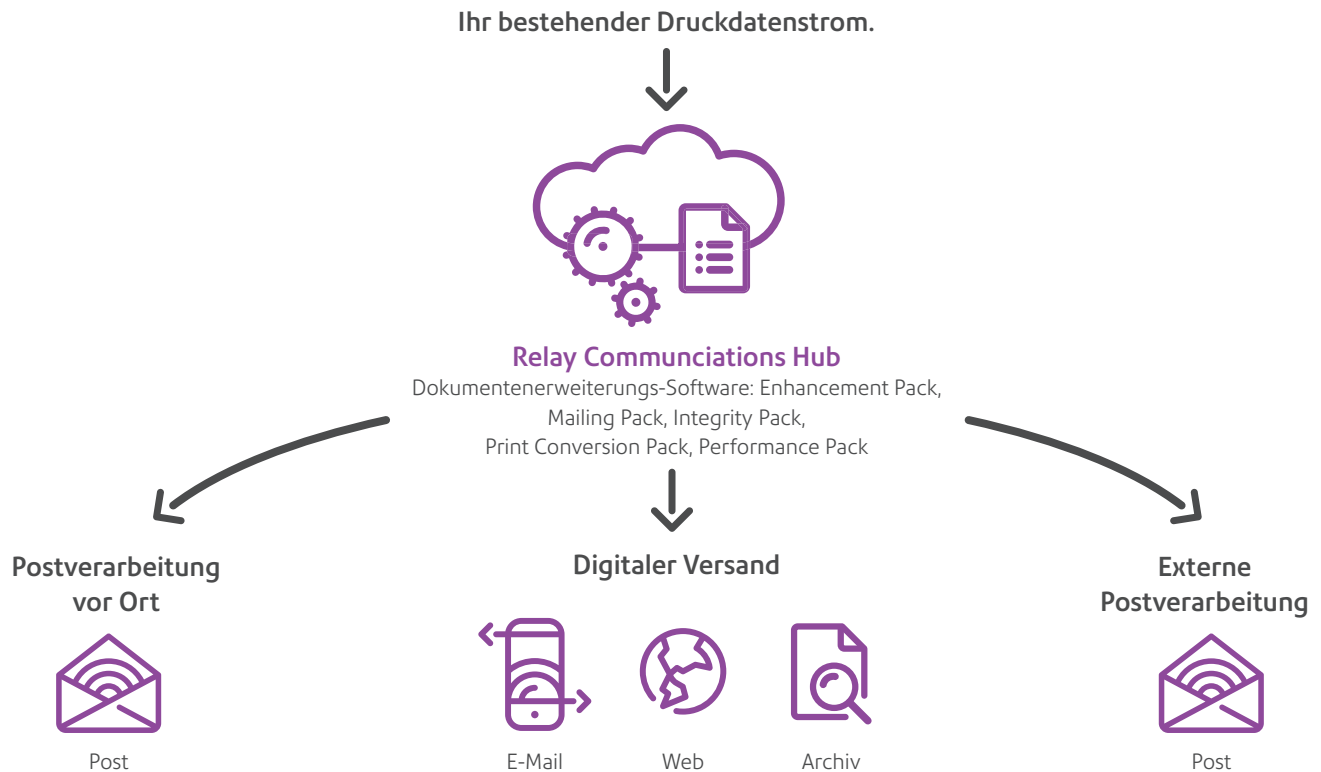 Ihr bestehender Druckdatenstrom.
Relay Communciations Hub
Dokumentenerweiterungs-Software: Enhancement Pack,
Mailing Pack, Integrity Pack,
Print Conversion Pack, Performance Pack
Postverarbeitung
vor Ort
Post
Digitaler Versand
E-Mail
Web
Archiv
Externe
Postverarbeitung
Post